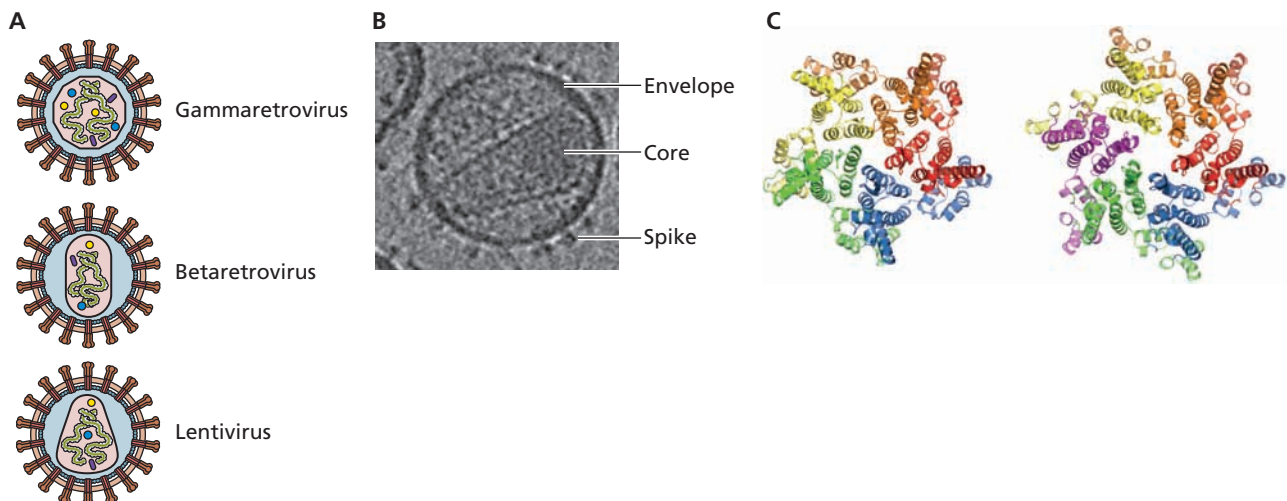 A
Gammaretrovirus
Betaretrovirus
Lentivirus
B
Envelope
Core
Spike
C